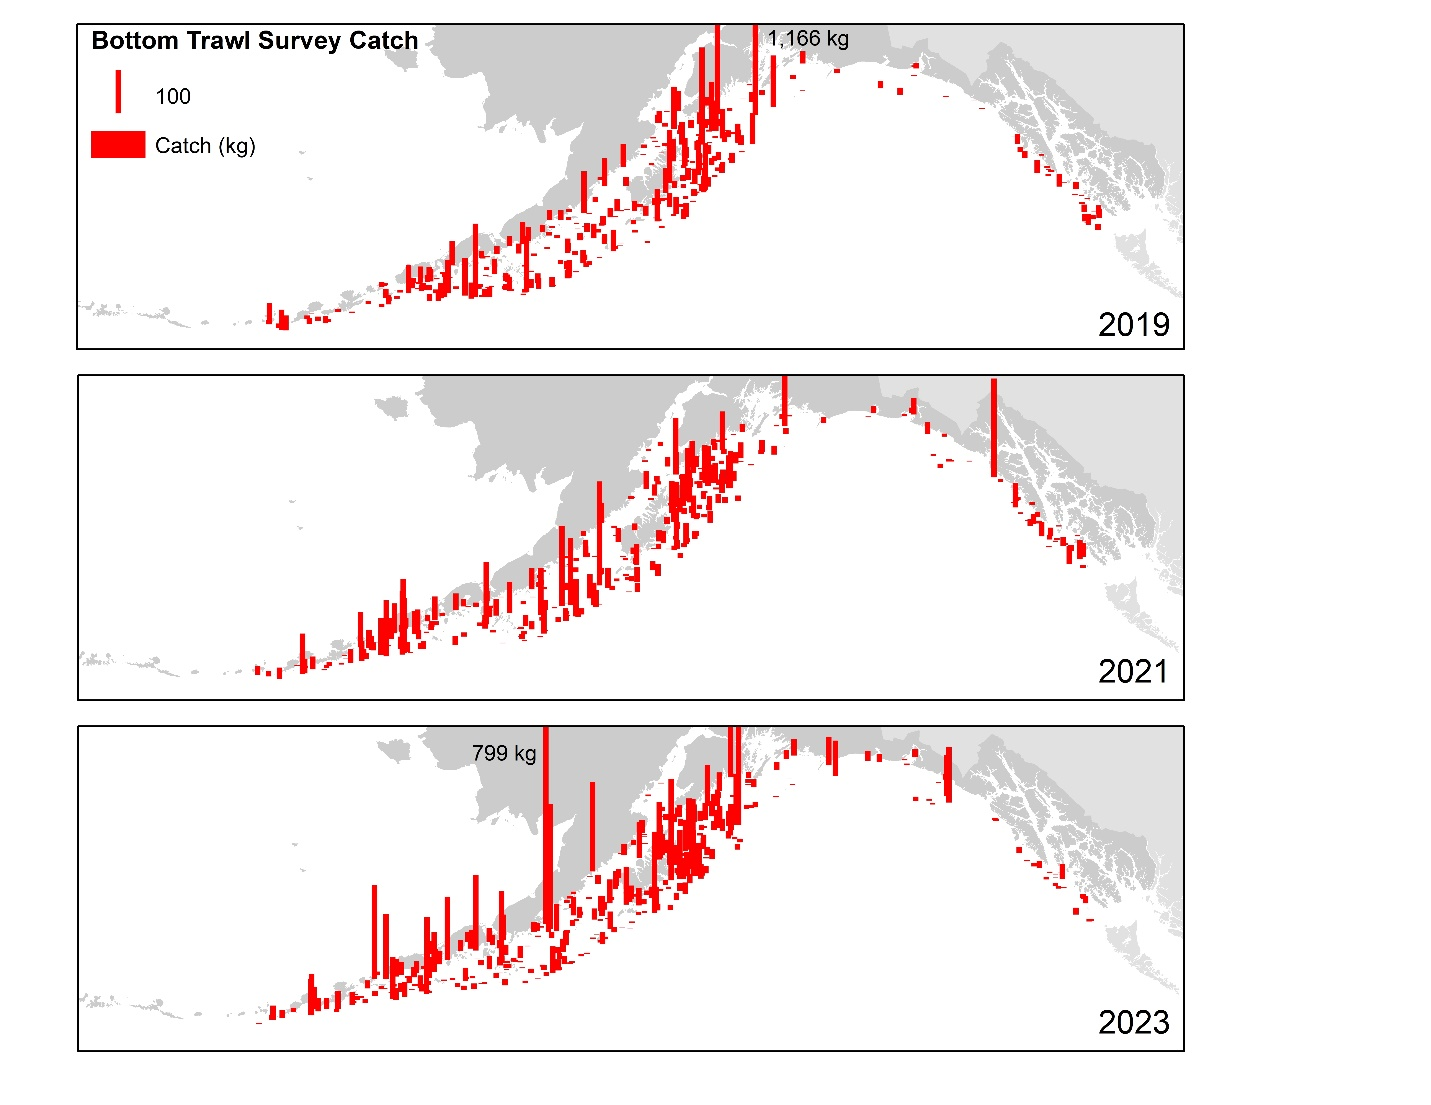 Bottom Trawl Survey Catch
1,166 kg
100
Catch (kg)
2019
2021
799 kg
2023